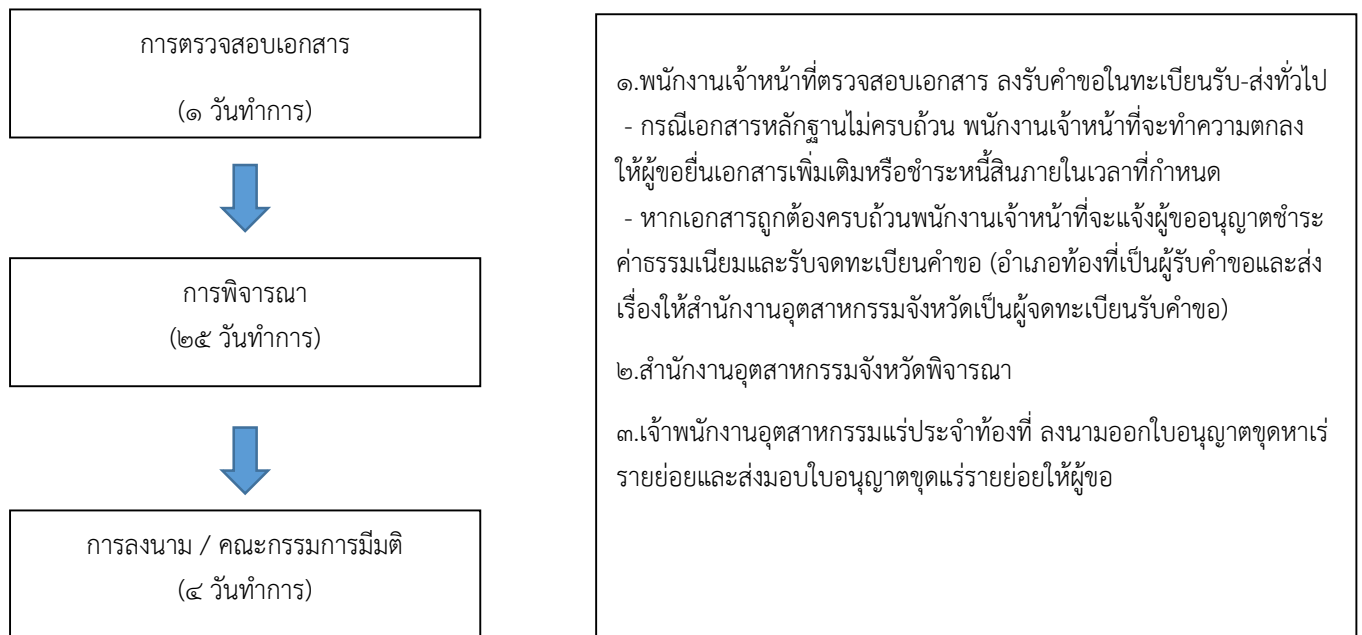 การตรวจสอบเอกสาร
(๑ วันทำการ)
การพิจารณา
(๒๕ วันทำการ)
การลงนาม / คณะกรรมการมีมติ
(๔ วันทำการ)
๑.พนักงานเจ้าหน้าที่ตรวจสอบเอกสาร ลงรับคำขอในทะเบียนรับ-ส่งทั่วไป
- กรณีเอกสารหลักฐานไม่ครบถ้วน พนักงานเจ้าหน้าที่จะทำความตกลง
ให้ผู้ขอยื่นเอกสารเพิ่มเติมหรือชำระหนี้สินภายในเวลาที่กำหนด
- หากเอกสารถูกต้องครบถ้วนพนักงานเจ้าหน้าที่จะแจ้งผู้ขออนุญาตชำระ
ค่าธรรมเนียมและรับจดทะเบียนคำขอ (อำเภอท้องที่เป็นผู้รับคำขอและส่ง
เรื่องให้สำนักงานอุตสาหกรรมจังหวัดเป็นผู้จดทะเบียนรับคำขอ)
๒.สำนักงานอุตสาหกรรมจังหวัดพิจารณา
๓.เจ้าพนักงานอุตสาหกรรมแร่ประจำท้องที่ ลงนามออกใบอนุญาตขุดหาเร่
รายย่อยและส่งมอบใบอนุญาตขุดแร่รายย่อยให้ผู้ขอ